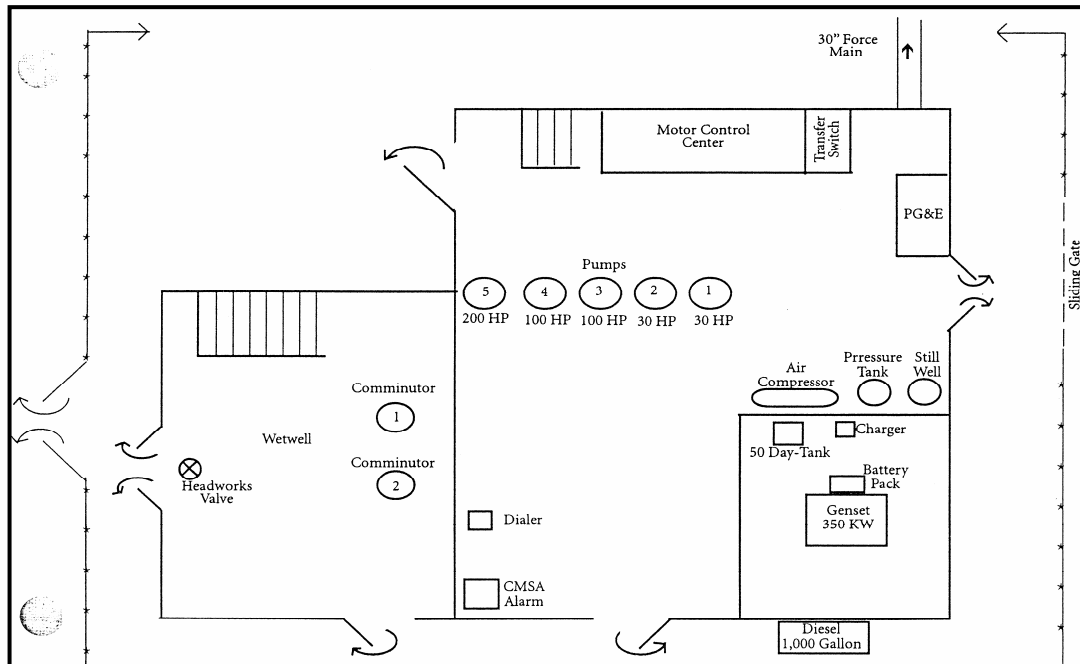 30” Force
Main
Motor Control
Center
Transfer
Switch
PG&E
Sliding Gate
Pumps
5
4
3
2
1
200 HP
100 HP
100 HP
30 HP
30 HP
Air
Compressor
Prressure
Tank
Still
Well
Comminutor
1
Wetwell
Comminutor
2
Headworks
Valve
50 Day-Tank
Charger
Battery
Pack
Genset
350 KW
Dialer
CMSA
Alarm
Diesel
1,000 Gallon